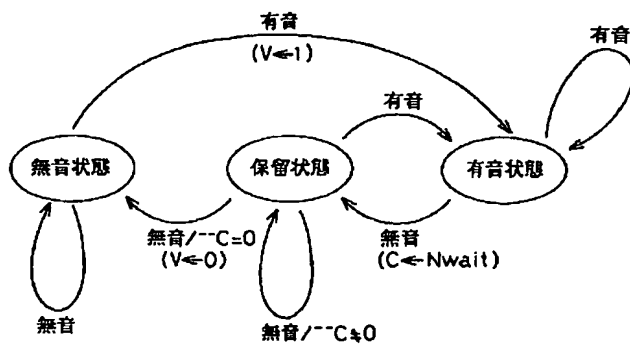 有音
(V←1)
有音
有音
無音状態
保留状態
有音状態
無音/--C=0
(V←0)
無音
(C←Nwait)
無音
無音/--C≠0